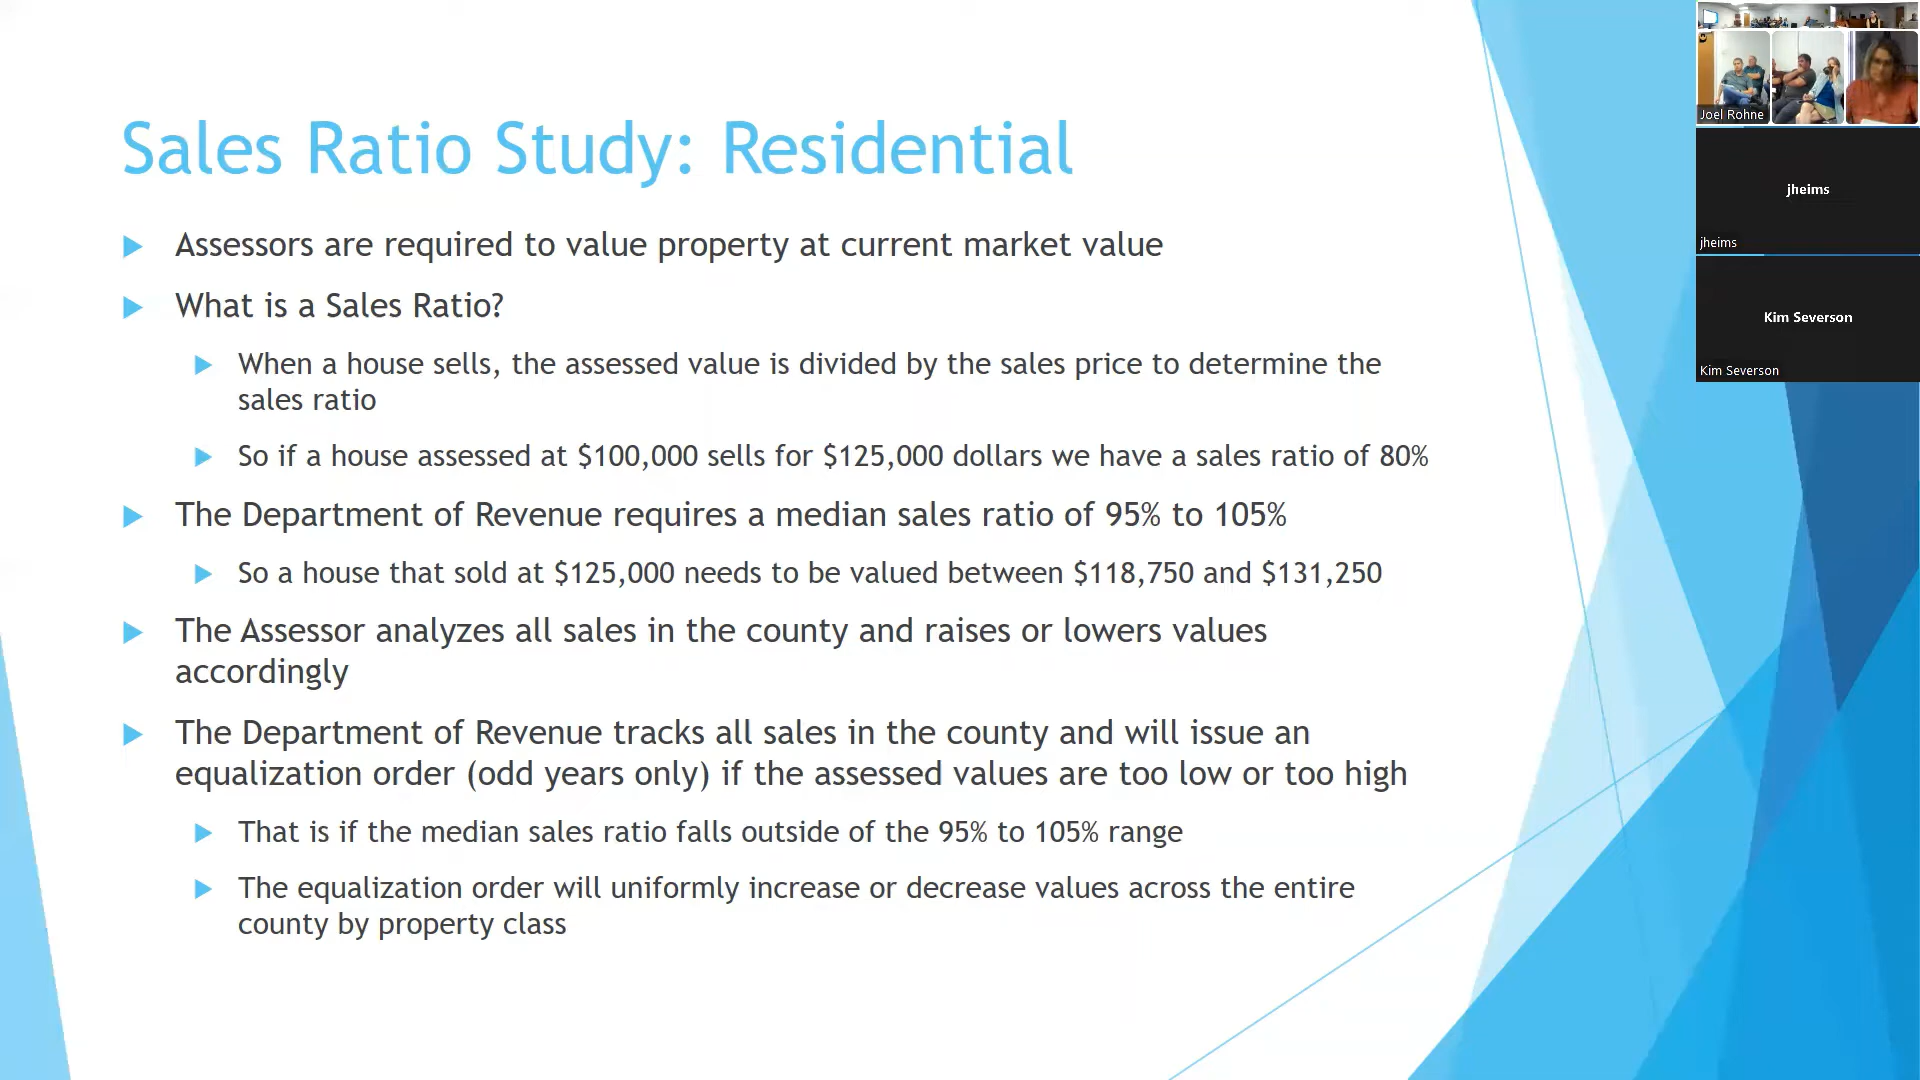 Sales Ratio Study: Residential
Assessors are required to value property at current market value
What is a Sales Ratio?
When a house sells, the assessed value is divided by the sales price to determine the
sales ratio
So if a house assessed at $100,000 sells for $125,000 dollars we have a sales ratio of 80%
The Department of Revenue requires a median sales ratio of 95% to 105%
So a house that sold at $125,000 needs to be valued between $118,750 and $131,250
The Assessor analyzes all sales in the county and raises or lowers values
accordingly
The Department of Revenue tracks all sales in the county and will issue an
equalization order (odd years only) if the assessed values are too low or too high
That is if the median sales ratio falls outside of the 95% to 105% range
The equalization order will uniformly increase or decrease values across the entire
county by property class
Joel Rohne
jheims
jheims
Kim Severson
Kim Severson